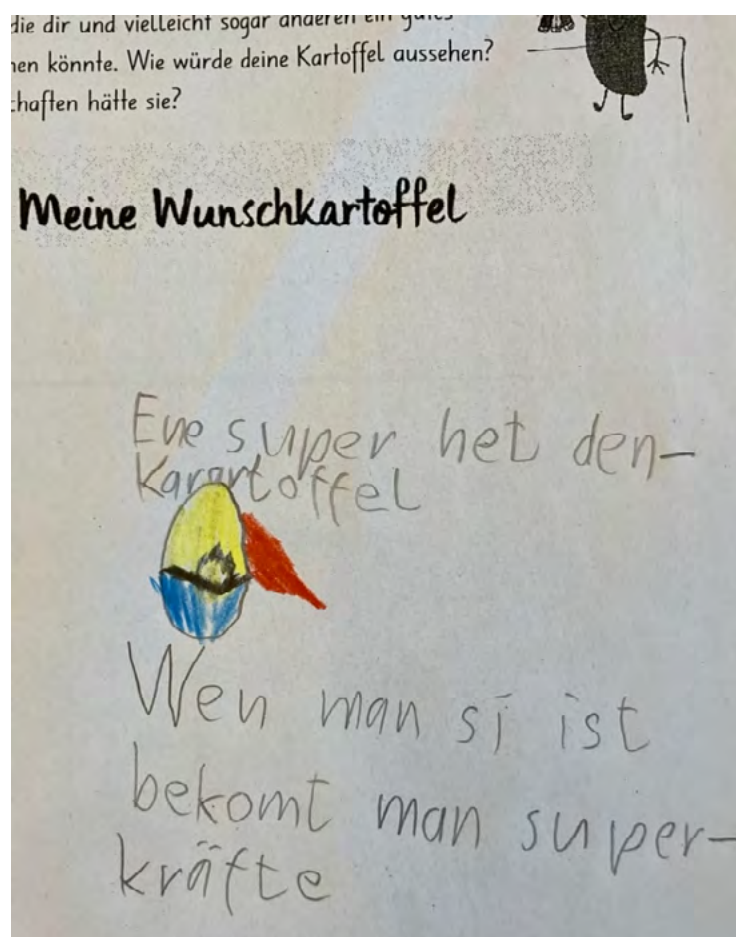 die dir und vielleicht sogar anderen ein gutes
nen könnte. Wie würde deine Kartoffel aussehen?
chaften hätte sie?
Meine Wunschkartoffel
Eine super het den-
Karartoffel
Wen man si ist
bekomt man super-
kräfte